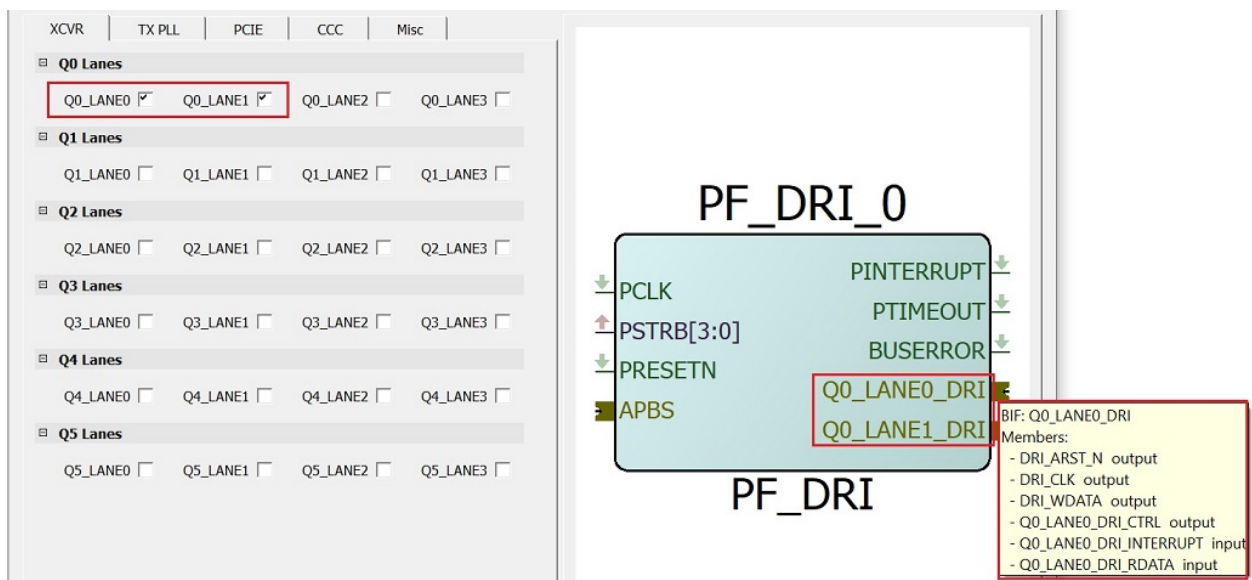 XCVR TX PLL PCIE CCC Misc
Q0 Lanes
Q0_LANE0 Q0_LANE1 Q0_LANE2 Q0_LANE3
Q1 Lanes
Q1_LANE0 Q1_LANE1 Q1_LANE2 Q1_LANE3
Q2 Lanes
Q2_LANE0 Q2_LANE1 Q2_LANE2 Q2_LANE3
Q3 Lanes
Q3_LANE0 Q3_LANE1 Q3_LANE2 Q3_LANE3
Q4 Lanes
Q4_LANE0 Q4_LANE1 Q4_LANE2 Q4_LANE3
Q5 Lanes
Q5_LANE0 Q5_LANE1 Q5_LANE2 Q5_LANE3
PF_DRI_0
PCLK
PSTRB[3:0]
PRESETN
APBS
PINTERRUPT
PTIMEOUT
BUSERROR
Q0_LANE0_DRI
Q0_LANE1_DRI
PF_DRI
BIF: Q0_LANE0_DRI
Members:
- DRI_ARST_N output
- DRI_CLK output
- DRI_WDATA output
- Q0_LANE0_DRI_CTRL output
- Q0_LANE0_DRI_INTERRUPT input
- Q0_LANE0_DRI_RDATA input